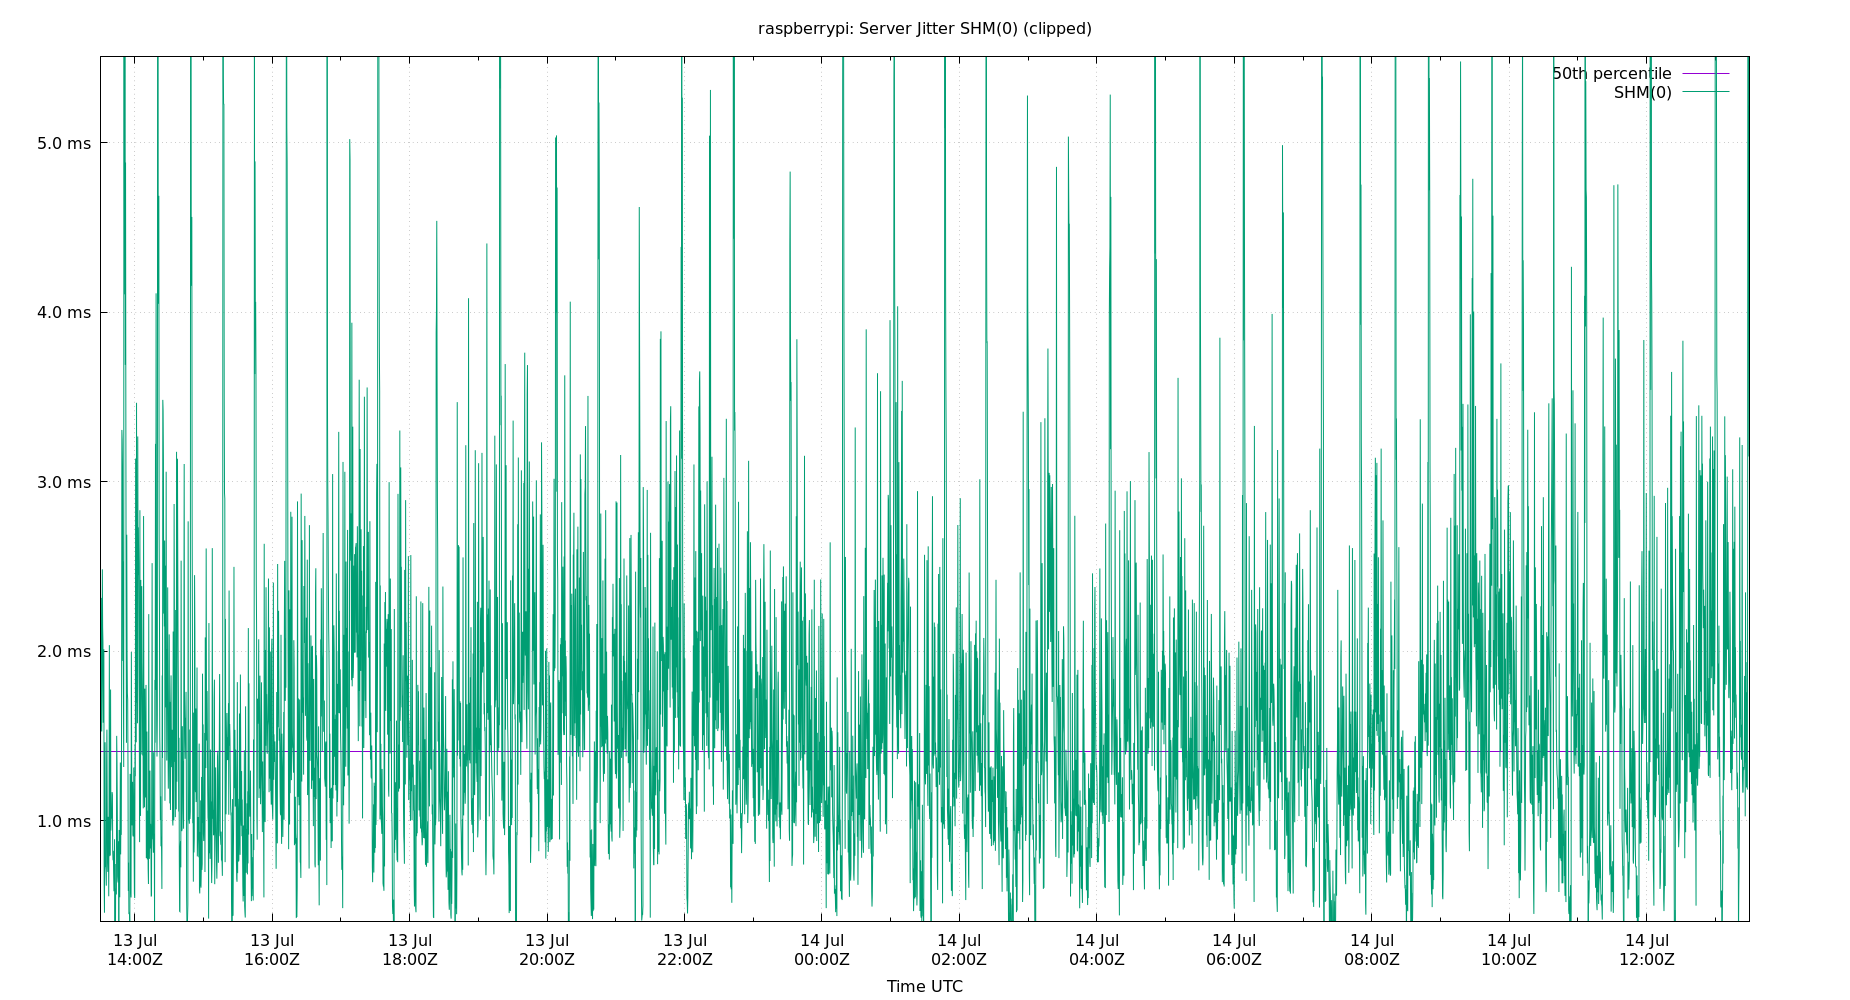 raspberrypi: Server Jitter SHM(0) (clipped)
50th percentile
SHM(0)
5.0 ms
4.0 ms
3.0 ms
2.0 ms
1.0 ms
13 Jul 13 Jul 13 Jul 13 Jul 13 Jul 14 Jul 14 Jul 14 Jul 14 Jul 14 Jul 14 Jul 14 Jul
14:00Z 16:00Z 18:00Z 20:00Z 22:00Z 00:00Z 02:00Z 04:00Z 06:00Z 08:00Z 10:00Z 12:00Z
Time UTC